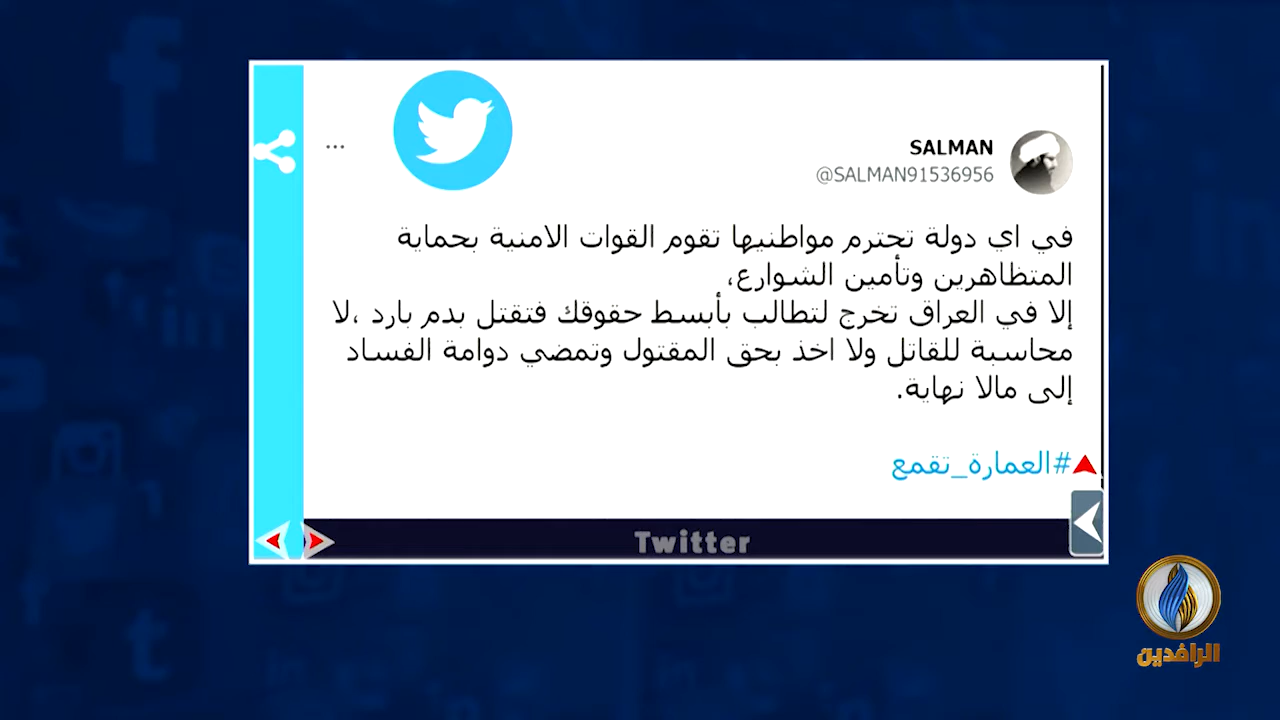 SALMAN
@SALMAN91536956
في اي دولة تحترم مواطنيها تقوم القوات الامنية بحماية
المتظاهرين وتأمين الشوارع،
إلا في العراق تخرج لتطالب بأبسط حقوقك فتقتل بدم بارد ،لا
محاسبة للقاتل ولا اخذ بحق المقتول وتمضي دوامة الفساد
إلى مالا نهاية.
#العمارة_تقمع
Twitter
الرافدين